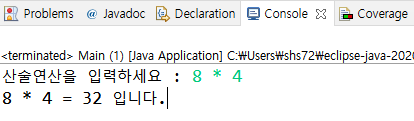 Problems @ Javadoc Declaration Console Coverage
<terminated> Main (1) [Java Application] C:₩Users₩shs72₩eclipse-java-202
산술연산을 입력하세요 : 8 * 4
8 * 4 = 32 입니다.